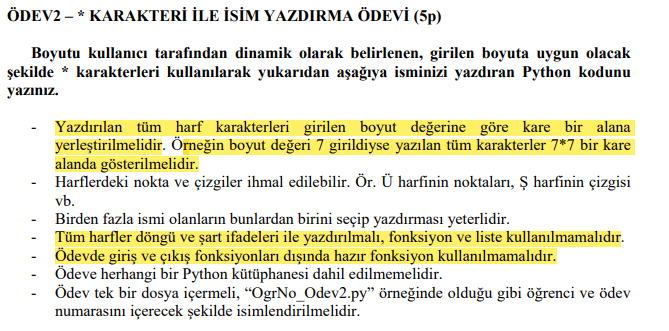 ÖDEV2 – * KARAKTERİ İLE İSİM YAZDIRMA ÖDEVİ (5p)
Boyutu kullanıcı tarafından dinamik olarak belirlenen, girilen boyuta uygun olacak
şekilde * karakterleri kullanılarak yukarıdan aşağıya isminizi yazdıran Python kodunu
yazınız.
- Yazdırılan tüm harf karakterleri girilen boyut değerine göre kare bir alana
yerleştirilmelidir. Örneğin boyut değeri 7 girildiyse yazılan tüm karakterler 7*7 bir kare
alanda gösterilmelidir.
- Harflerdeki nokta ve çizgiler ihmal edilebilir. Ör. Ü harfinin noktaları, Ş harfinin çizgisi
vb.
- Birden fazla ismi olanların bunlardan birini seçip yazdırması yeterlidir.
- Tüm harfler döngü ve şart ifadeleri ile yazdırılmalı, fonksiyon ve liste kullanılmamalıdır.
- Ödevde giriş ve çıkış fonksiyonları dışında hazır fonksiyon kullanılmamalıdır.
- Ödeve herhangi bir Python kütüphanesi dahil edilmemelidir.
- Ödev tek bir dosya içermeli, “OgrNo_Odev2.py” örneğinde olduğu gibi öğrenci ve ödev
numarasını içerecek şekilde isimlendirilmelidir.